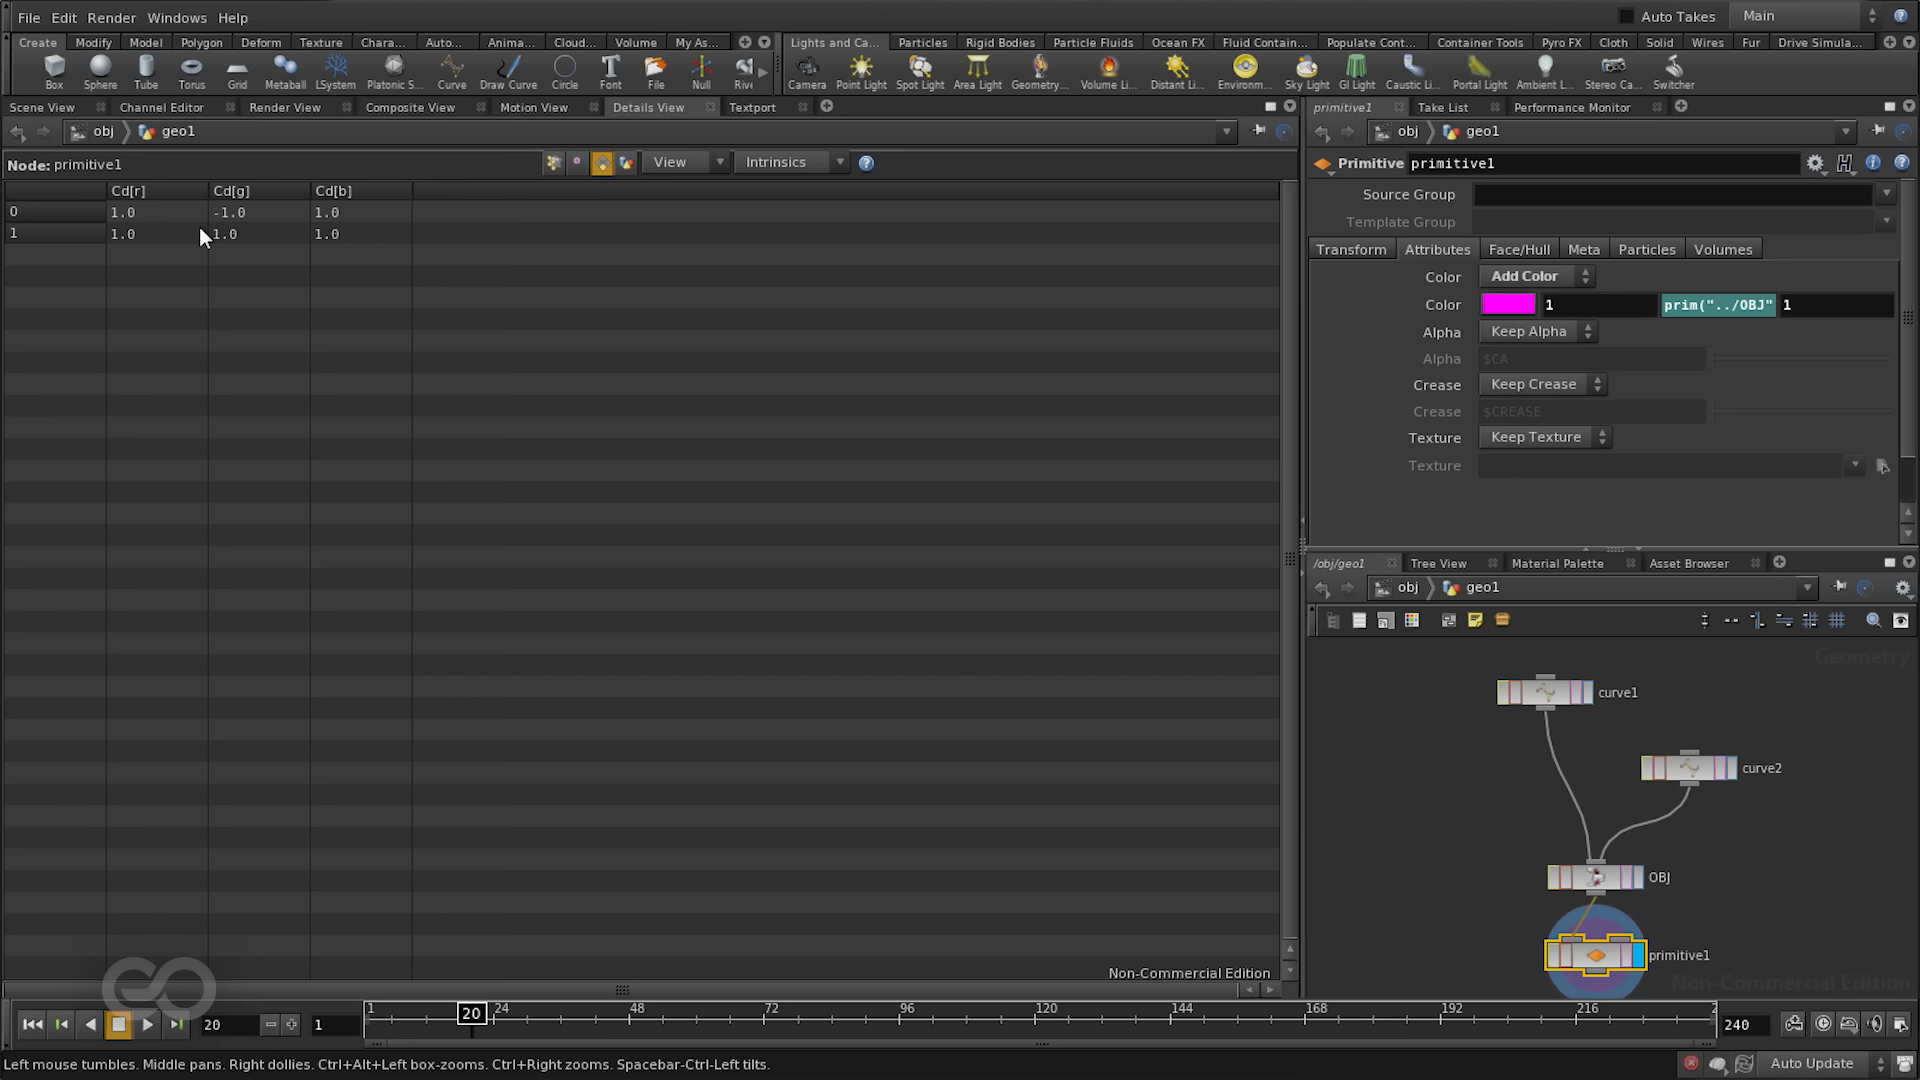 File Edit Render Windows Help
Auto Takes Main
Create Modify Model Polygon Deform Texture Chara... Auto... Anima... Cloud... Volume My As...
Lights and Ca... Particles Rigid Bodies Particle Fluids Ocean FX Fluid Contain... Populate Cont... Container Tools Pyro FX Cloth Solid Wires Fur Drive Simula...
Box Sphere Tube Torus Grid Metaball LSystem Platonic S... Curve Draw Curve Circle Font File Null Riv
Camera Point Light Spot Light Area Light Geometry... Volume Li... Distant Li... Environm... Sky Light GI Light Caustic Li... Portal Light Ambient L... Stereo Ca... Switcher
Scene View Channel Editor Render View Composite View Motion View Details View Textport
primitive1 Take List Performance Monitor
obj geo1
obj geo1
Node: primitive1 View Intrinsics
Primitive primitive1
Cd[r] Cd[g] Cd[b]
0 1.0 -1.0 1.0
1 1.0 1.0 1.0
Source Group
Template Group
Transform Attributes Face/Hull Meta Particles Volumes
Color Add Color
Color 1 prim("../OBJ" 1
Alpha Keep Alpha
Alpha $CA
Crease Keep Crease
Crease $CREASE
Texture Keep Texture
Texture
/obj/geo1 Tree View Material Palette Asset Browser
obj geo1
Geometry
curve1
curve2
OBJ
primitive1
Non-Commercial Edition
Non-Commercial Edition
20 1
1 20 24 48 72 96 120 144 168 192 216 2
240
Left mouse tumbles. Middle pans. Right dollies. Ctrl+Alt+Left box-zooms. Ctrl+Right zooms. Spacebar-Ctrl-Left tilts.
Auto Update